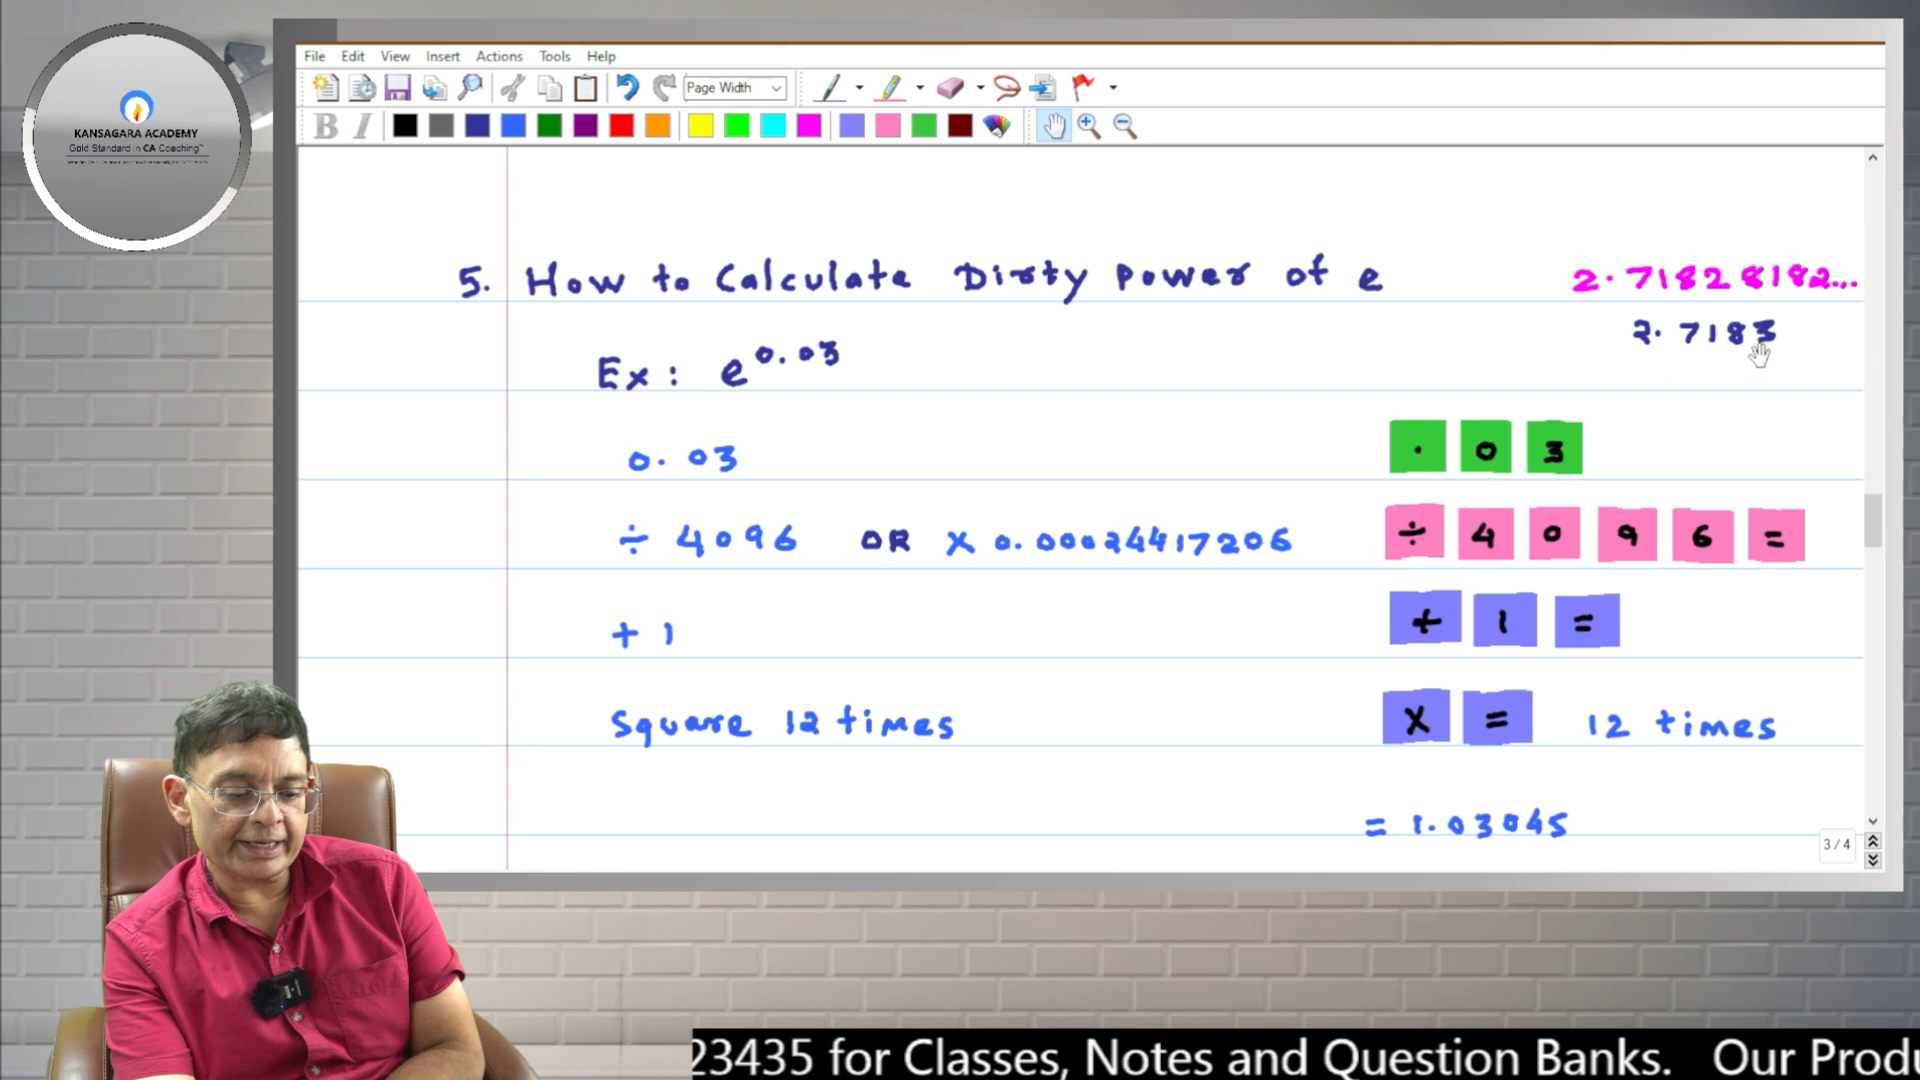 KANSAGARA ACADEMY
Gold Standard in CA Coaching™
File Edit View Insert Actions Tools Help
Page Width
B I
5. How to Calculate Dirty Power of e
2.71828182...
2.7183
Ex: e^0.03
0.03
. 0 3
÷ 4096 OR × 0.00024417206
÷ 4 0 9 6 =
+ 1
+ 1 =
Square 12 times
× = 12 times
= 1.03045
3 / 4
23435 for Classes, Notes and Question Banks. Our Produ